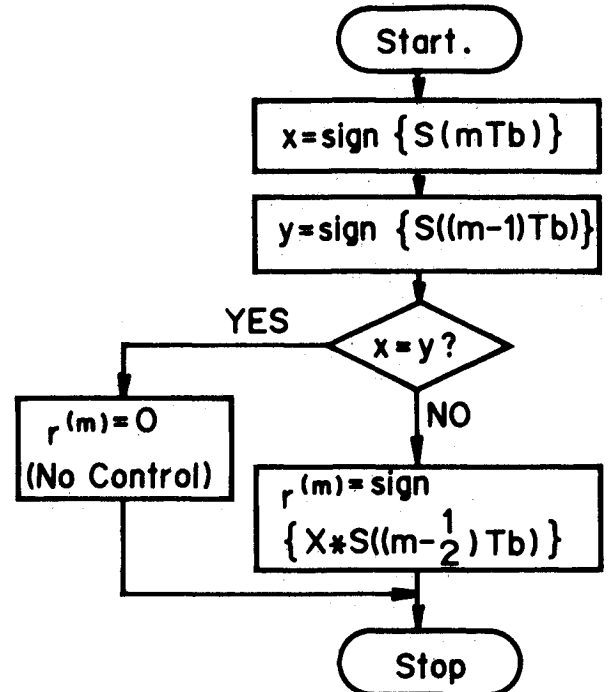 Start.
x=sign {S(mTb)}
y=sign {S((m-1)Tb)}
x=y?
YES
NO
r(m)=0
(No Control)
r(m)=sign
{X*S((m-1/2)Tb)}
Stop